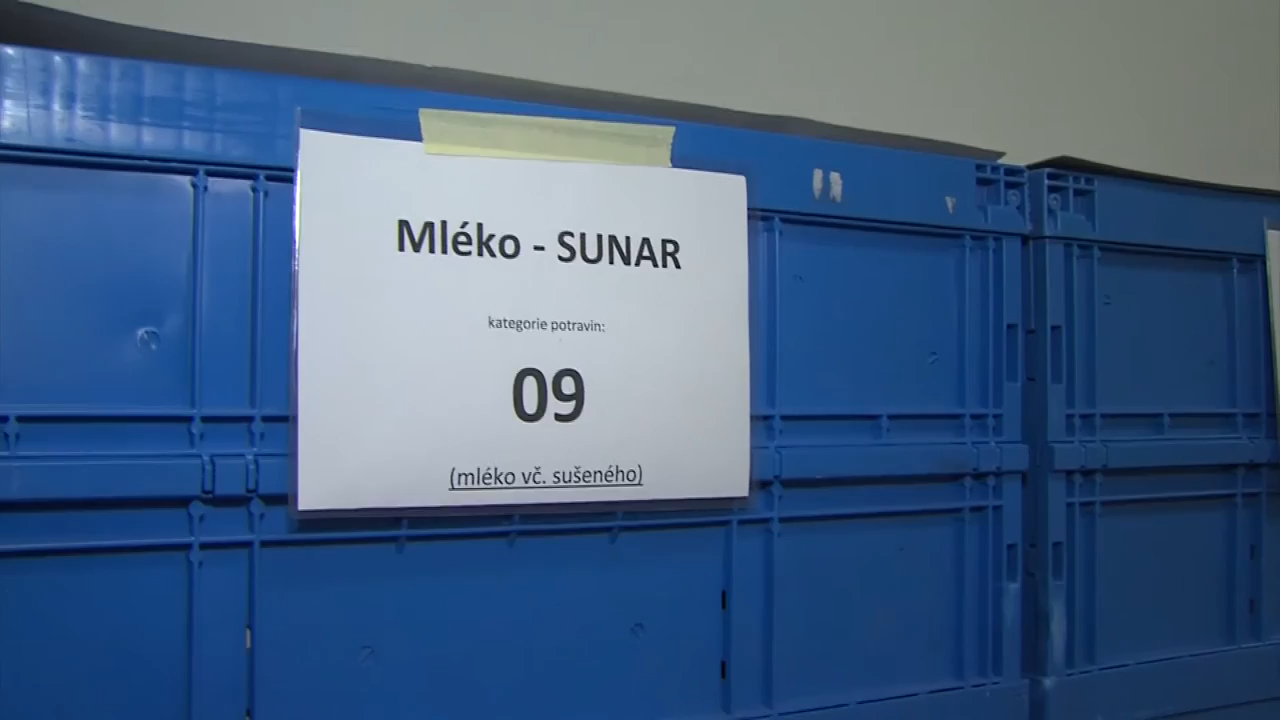 Mléko - SUNAR
kategorie potravin:
09
(mléko vč. sušeného)